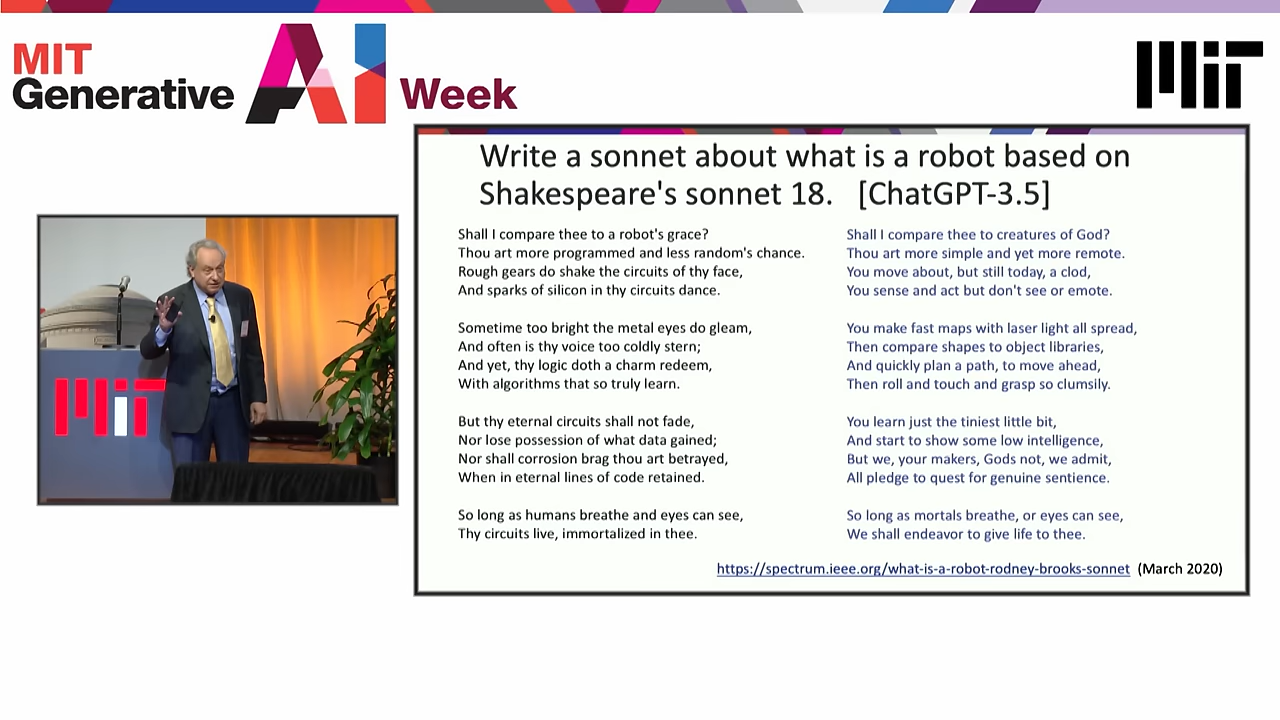 MIT
Generative
AI
Week
MIT
MIT
Write a sonnet about what is a robot based on
Shakespeare's sonnet 18. [ChatGPT-3.5]
Shall I compare thee to a robot's grace?
Thou art more programmed and less random's chance.
Rough gears do shake the circuits of thy face,
And sparks of silicon in thy circuits dance.
Sometime too bright the metal eyes do gleam,
And often is thy voice too coldly stern;
And yet, thy logic doth a charm redeem,
With algorithms that so truly learn.
But thy eternal circuits shall not fade,
Nor lose possession of what data gained;
Nor shall corrosion brag thou art betrayed,
When in eternal lines of code retained.
So long as humans breathe and eyes can see,
Thy circuits live, immortalized in thee.
Shall I compare thee to creatures of God?
Thou art more simple and yet more remote.
You move about, but still today, a clod,
You sense and act but don't see or emote.
You make fast maps with laser light all spread,
Then compare shapes to object libraries,
And quickly plan a path, to move ahead,
Then roll and touch and grasp so clumsily.
You learn just the tiniest little bit,
And start to show some low intelligence,
But we, your makers, Gods not, we admit,
All pledge to quest for genuine sentience.
So long as mortals breathe, or eyes can see,
We shall endeavor to give life to thee.
https://spectrum.ieee.org/what-is-a-robot-rodney-brooks-sonnet (March 2020)